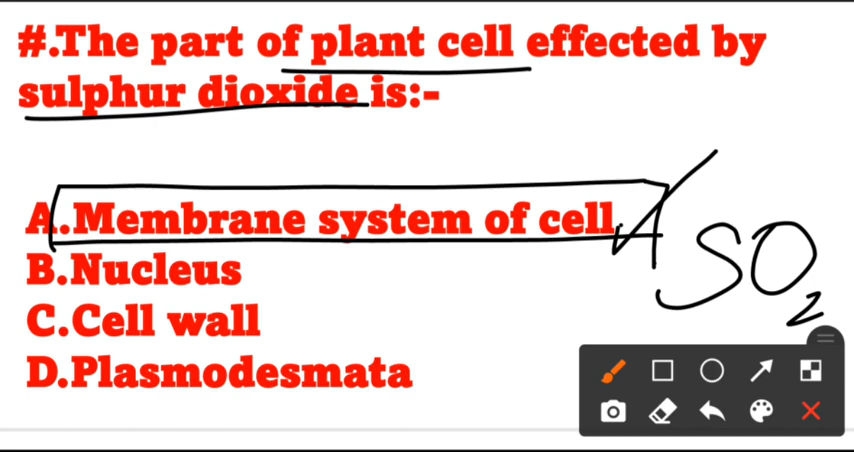 #.The part of plant cell effected by
sulphur dioxide is:-
A.Membrane system of cell
B.Nucleus
C.Cell wall
D.Plasmodesmata
SO2